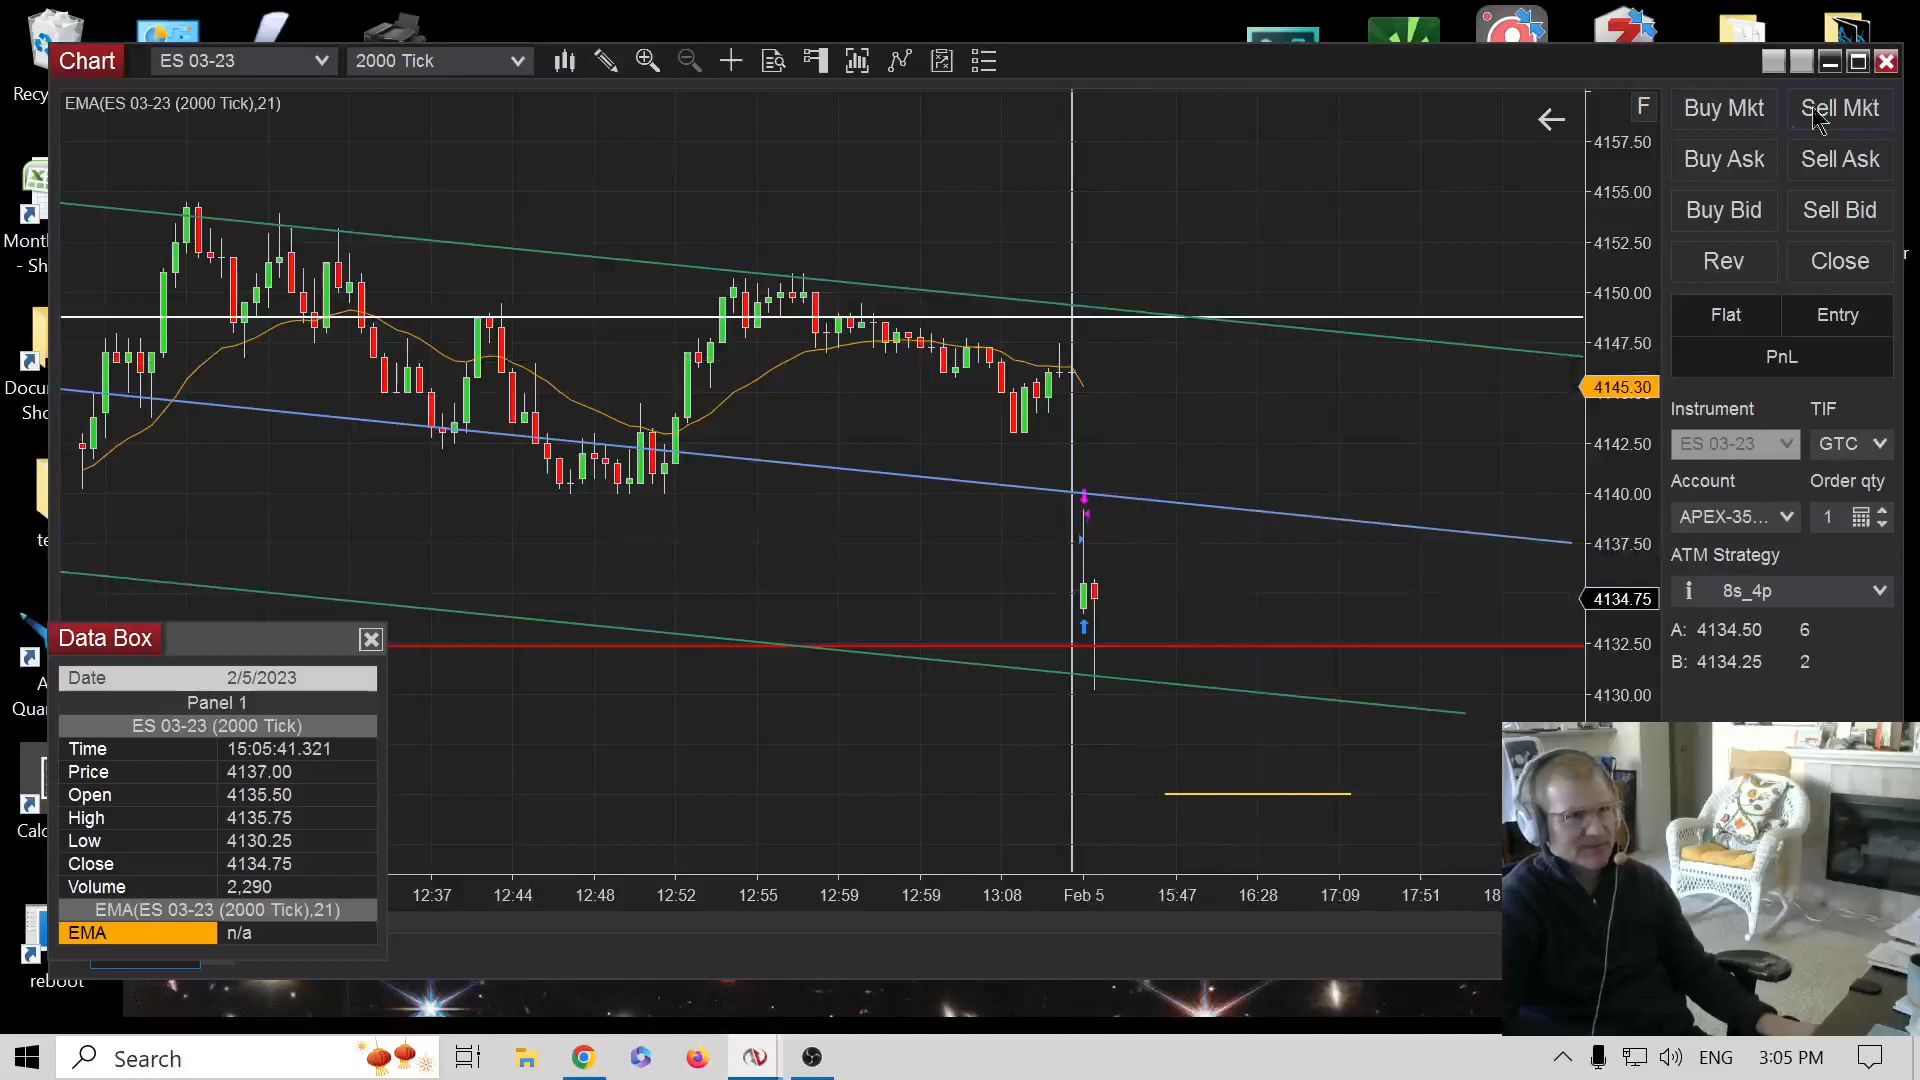 Recy
Chart
ES 03-23
2000 Tick
EMA(ES 03-23 (2000 Tick),21)
F
Buy Mkt
Sell Mkt
Buy Ask
Sell Ask
Buy Bid
Sell Bid
Rev
Close
Flat
Entry
PnL
Instrument
TIF
ES 03-23
GTC
Account
Order qty
APEX-35...
1
ATM Strategy
8s_4p
A: 4134.50 6
B: 4134.25 2
4157.50
4155.00
4152.50
4150.00
4147.50
4145.30
4142.50
4140.00
4137.50
4134.75
4132.50
4130.00
Mont
- Sh
Docu
Sho
te
A
Quar
Calc
reboot
Data Box
Date 2/5/2023
Panel 1
ES 03-23 (2000 Tick)
Time 15:05:41.321
Price 4137.00
Open 4135.50
High 4135.75
Low 4130.25
Close 4134.75
Volume 2,290
EMA(ES 03-23 (2000 Tick),21)
EMA n/a
12:37 12:44 12:48 12:52 12:55 12:59 12:59 13:08 Feb 5 15:47 16:28 17:09 17:51 18
Search
ENG
3:05 PM